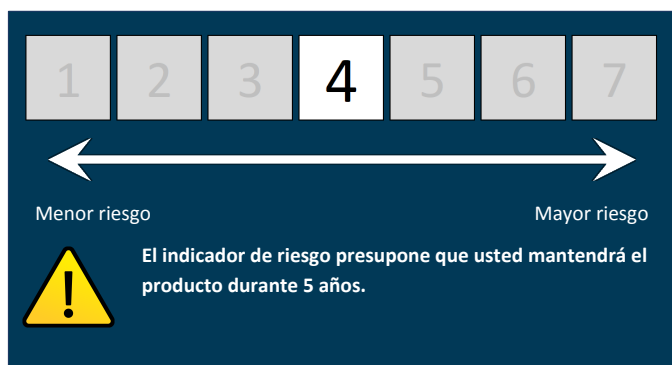 1 2 3 4 5 6 7
Menor riesgo Mayor riesgo
El indicador de riesgo presupone que usted mantendrá el
producto durante 5 años.